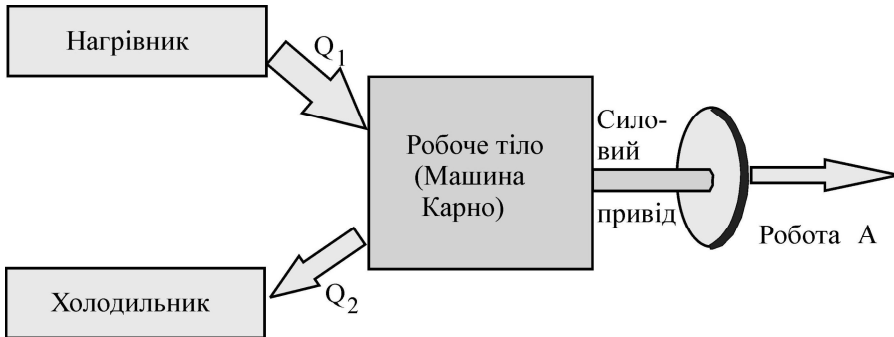 Нагрівник
Q1
Робоче тіло
(Машина
Карно)
Сило-
вий
привід
Робота А
Холодильник
Q2